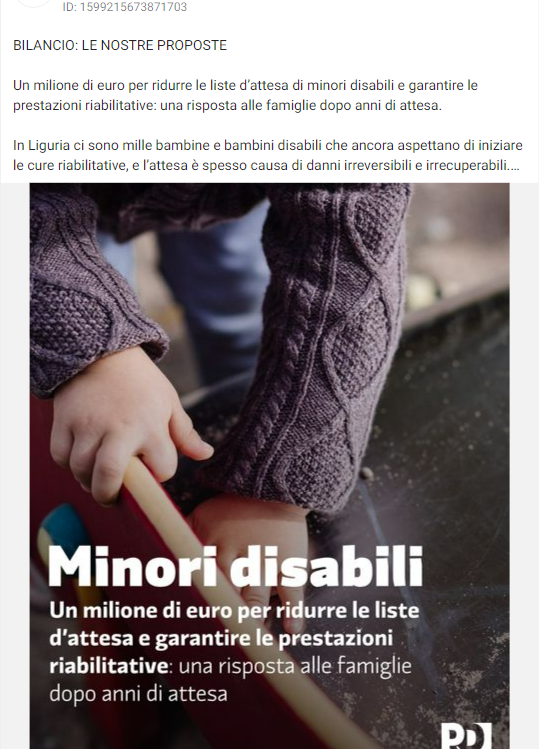 ID: 1599215673871703
BILANCIO: LE NOSTRE PROPOSTE
Un milione di euro per ridurre le liste d’attesa di minori disabili e garantire le
prestazioni riabilitative: una risposta alle famiglie dopo anni di attesa.
In Liguria ci sono mille bambine e bambini disabili che ancora aspettano di iniziare
le cure riabilitative, e l’attesa è spesso causa di danni irreversibili e irrecuperabili....
Minori disabili
Un milione di euro per ridurre le liste
d’attesa e garantire le prestazioni
riabilitative: una risposta alle famiglie
dopo anni di attesa
PD